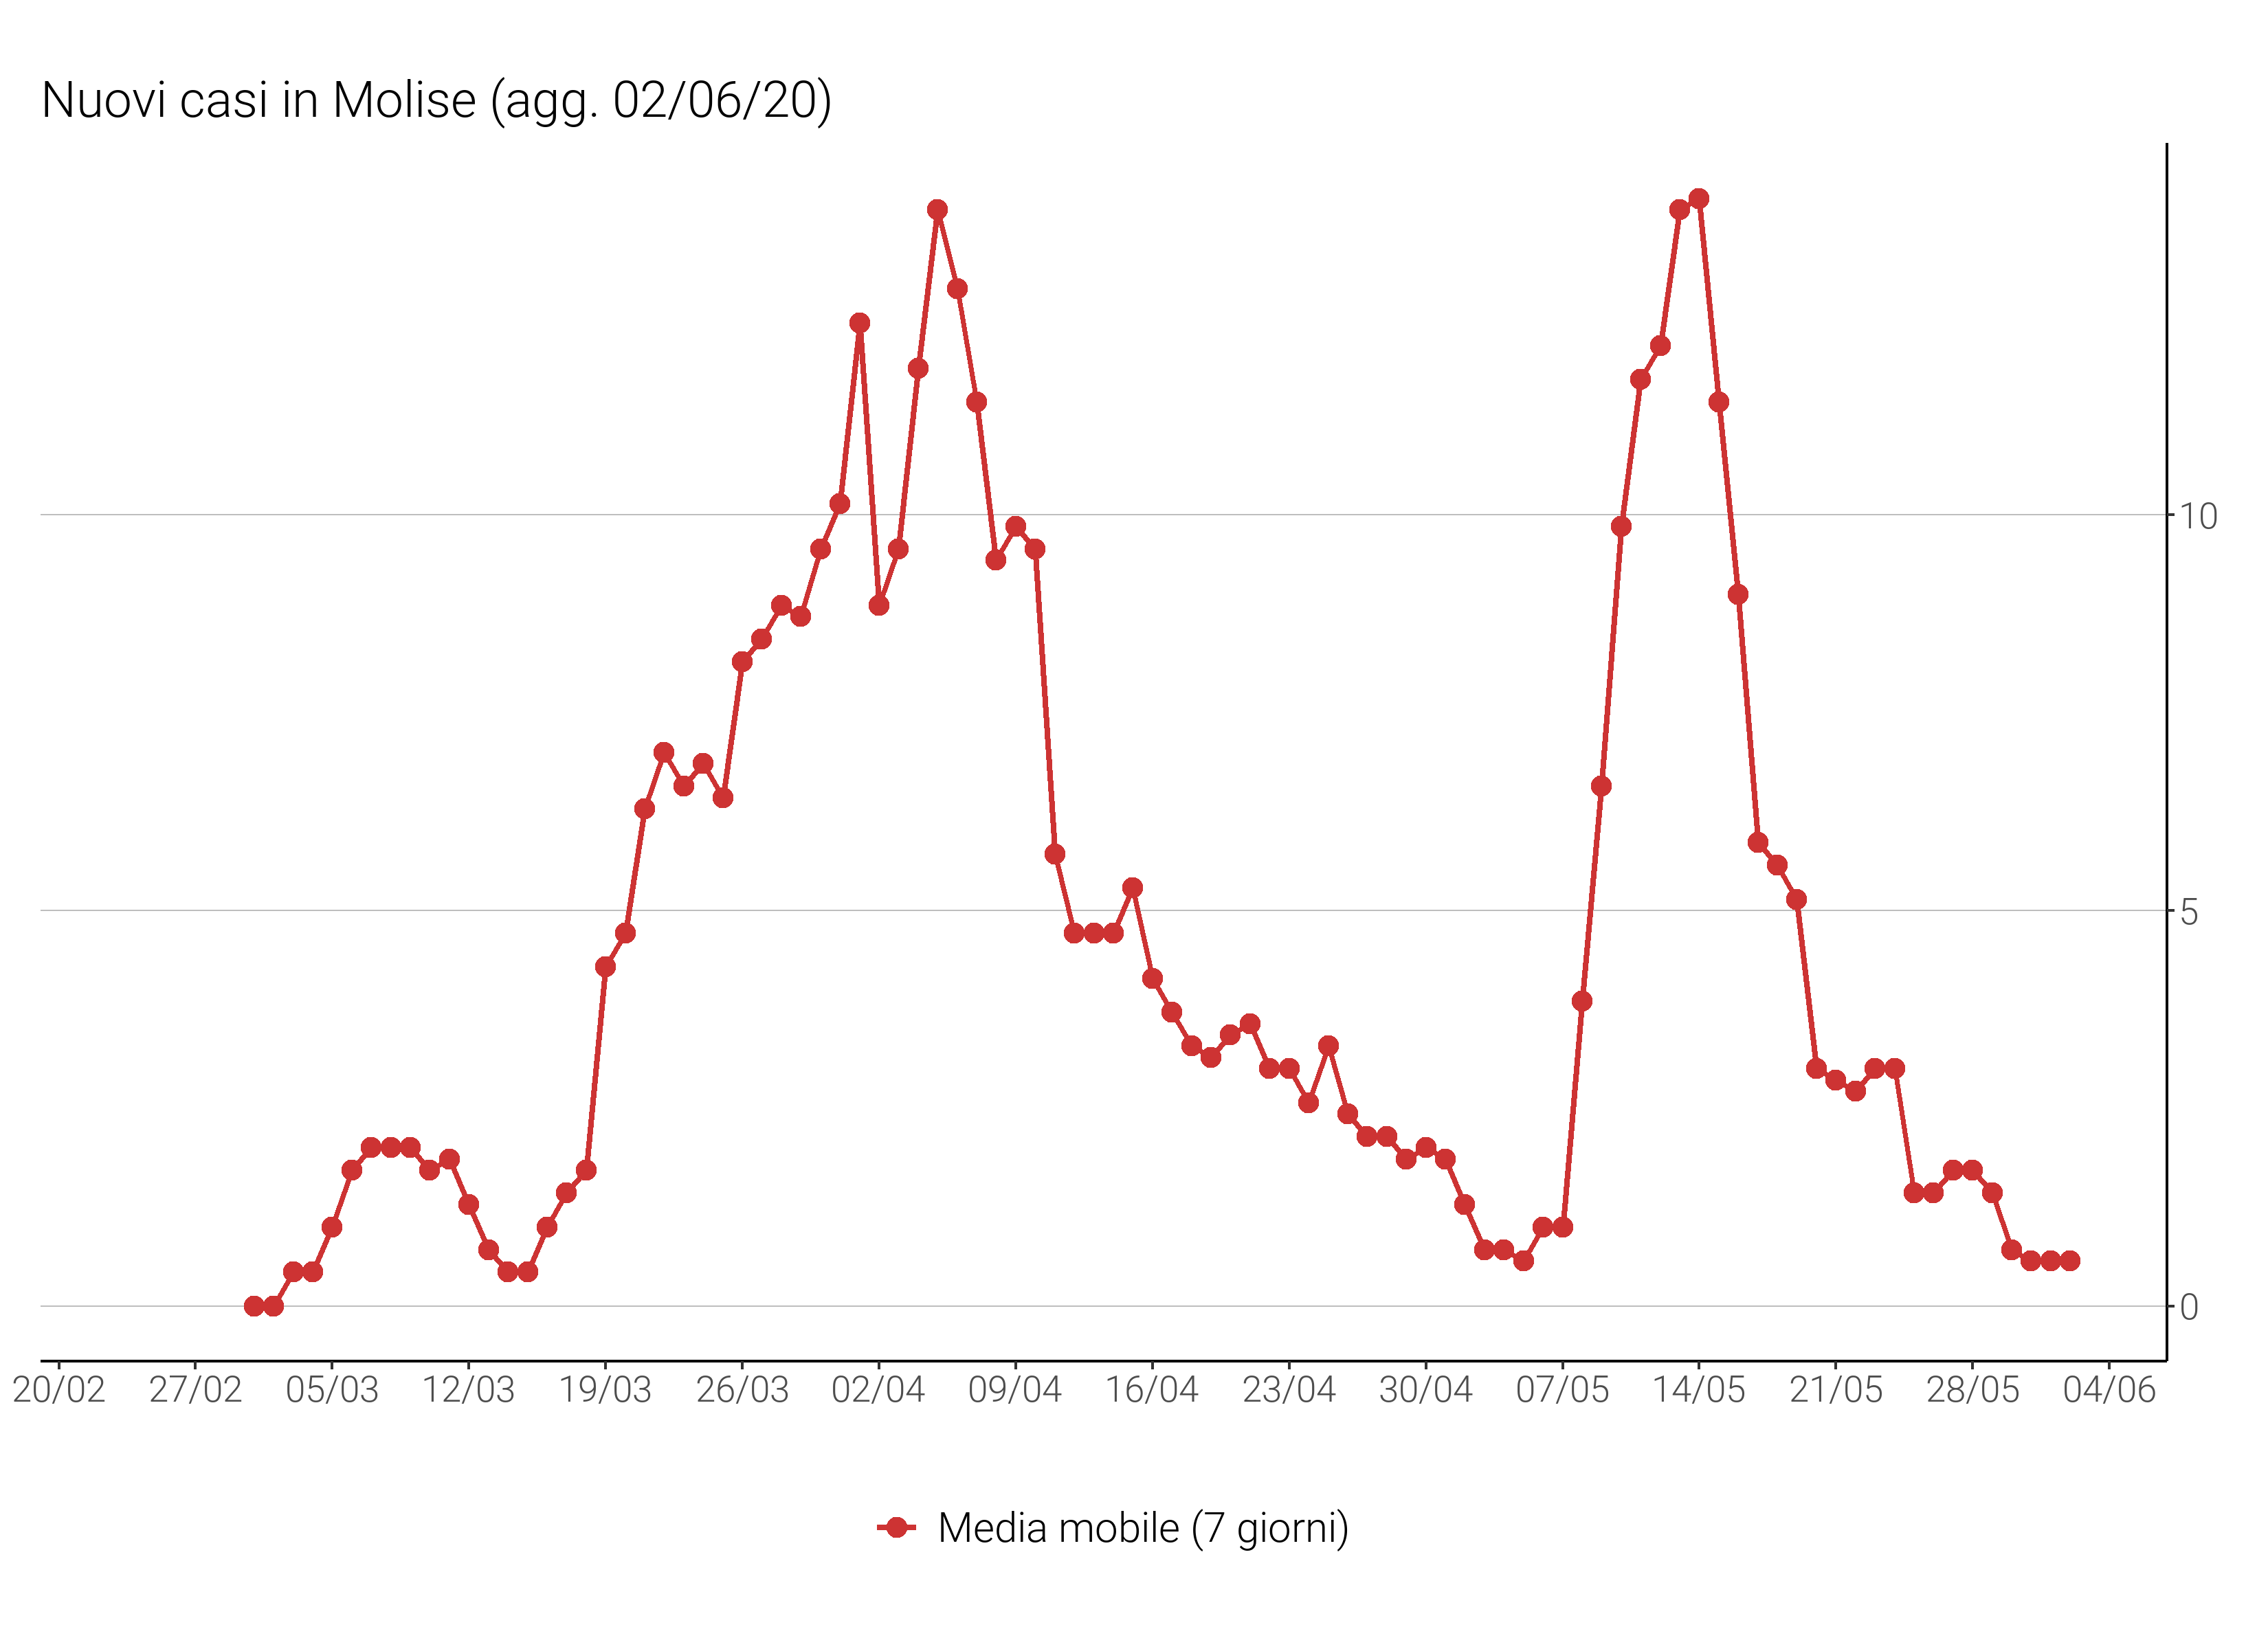 Nuovi casi in Molise (agg. 02/06/20)
10
5
0
20/02 27/02 05/03 12/03 19/03 26/03 02/04 09/04 16/04 23/04 30/04 07/05 14/05 21/05 28/05 04/06
Media mobile (7 giorni)